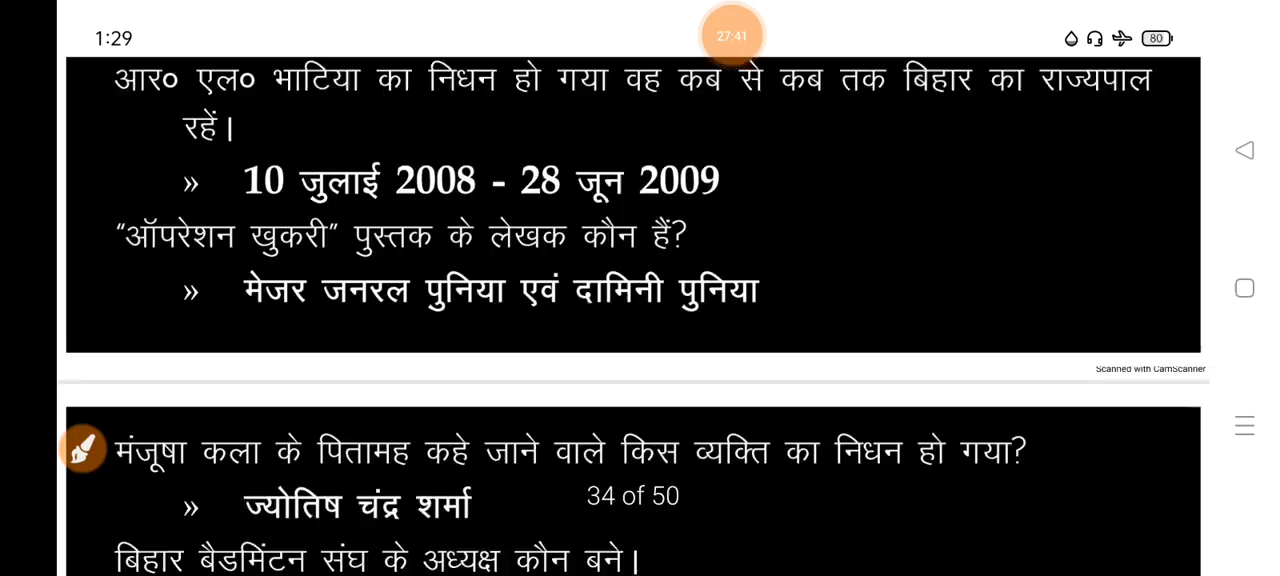 1:29
27:41
80
आर० एल० भाटिया का निधन हो गया वह कब से कब तक बिहार का राज्यपाल
रहें|
» 10 जुलाई 2008 - 28 जून 2009
“ऑपरेशन खुकरी” पुस्तक के लेखक कौन हैं?
» मेजर जनरल पुनिया एवं दामिनी पुनिया
Scanned with CamScanner
मंजूषा कला के पितामह कहे जाने वाले किस व्यक्ति का निधन हो गया?
» ज्योतिष चंद्र शर्मा
34 of 50
बिहार बैडमिंटन संघ के अध्यक्ष कौन बने|